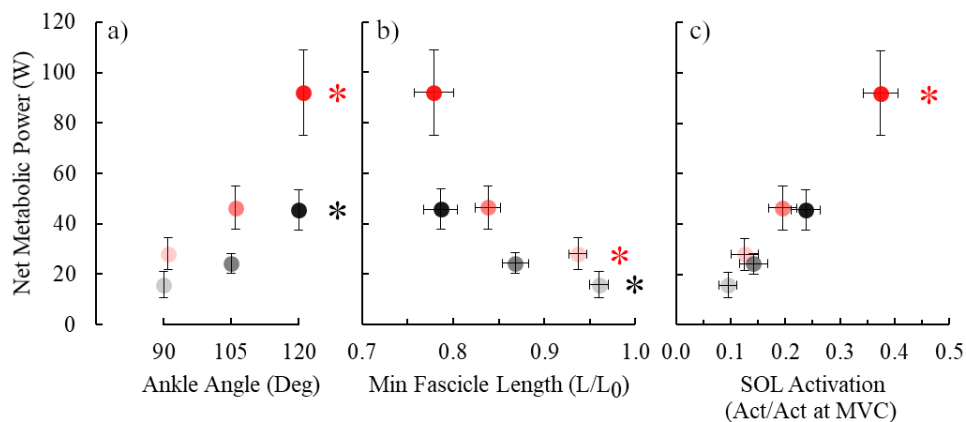 Net Metabolic Power (W)
120
100
80
60
40
20
0
a)
*
*
90 105 120
Ankle Angle (Deg)
b)
*
*
0.7 0.8 0.9 1.0
Min Fascicle Length (L/L0)
c)
*
0.0 0.1 0.2 0.3 0.4 0.5
SOL Activation
(Act/Act at MVC)